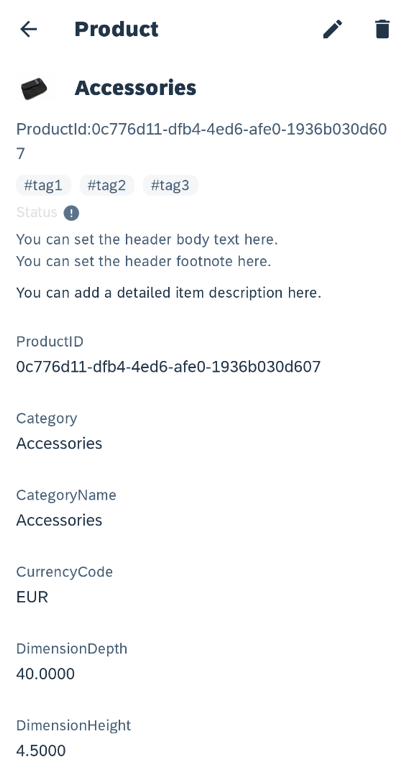 Product
Accessories
ProductId:0c776d11-dfb4-4ed6-afe0-1936b030d60
7
#tag1 #tag2 #tag3
Status
You can set the header body text here.
You can set the header footnote here.
You can add a detailed item description here.
ProductID
0c776d11-dfb4-4ed6-afe0-1936b030d607
Category
Accessories
CategoryName
Accessories
CurrencyCode
EUR
DimensionDepth
40.0000
DimensionHeight
4.5000